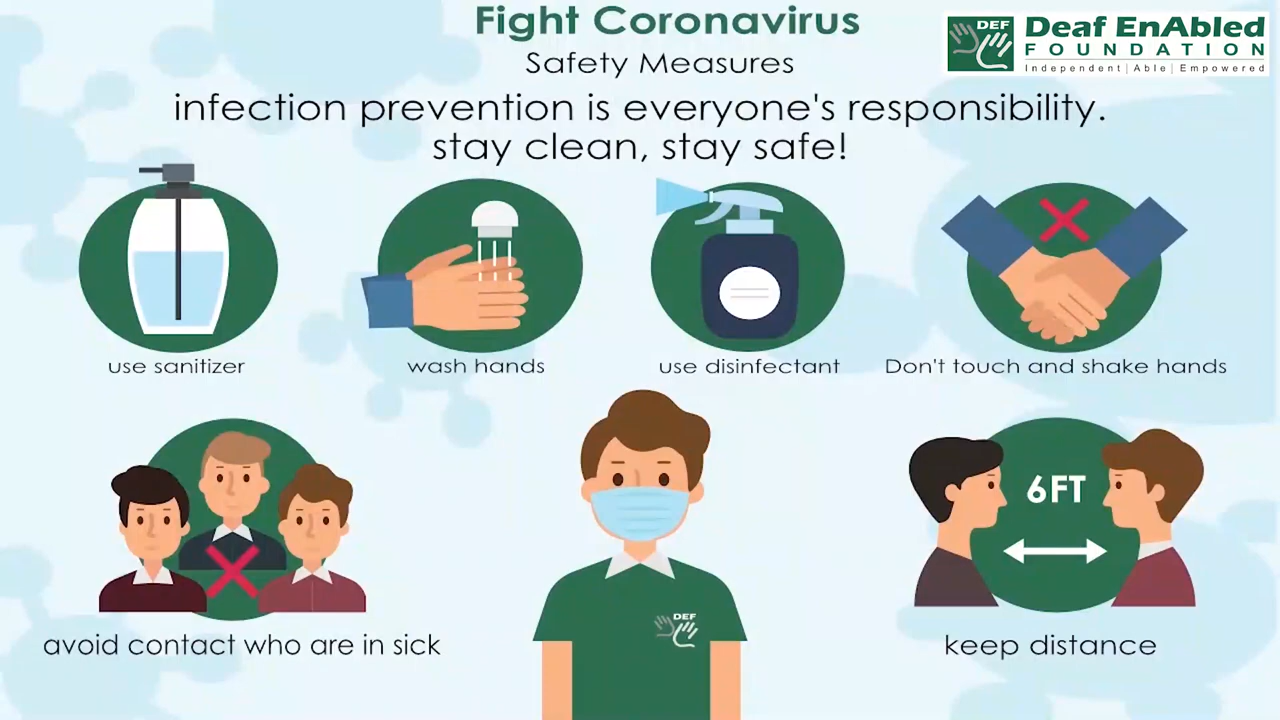 Fight Coronavirus
Safety Measures
DEF
Deaf EnAbled
FOUNDATION
Independent | Able | Empowered
infection prevention is everyone's responsibility.
stay clean, stay safe!
use sanitizer
wash hands
use disinfectant
Don't touch and shake hands
6FT
DEF
avoid contact who are in sick
keep distance